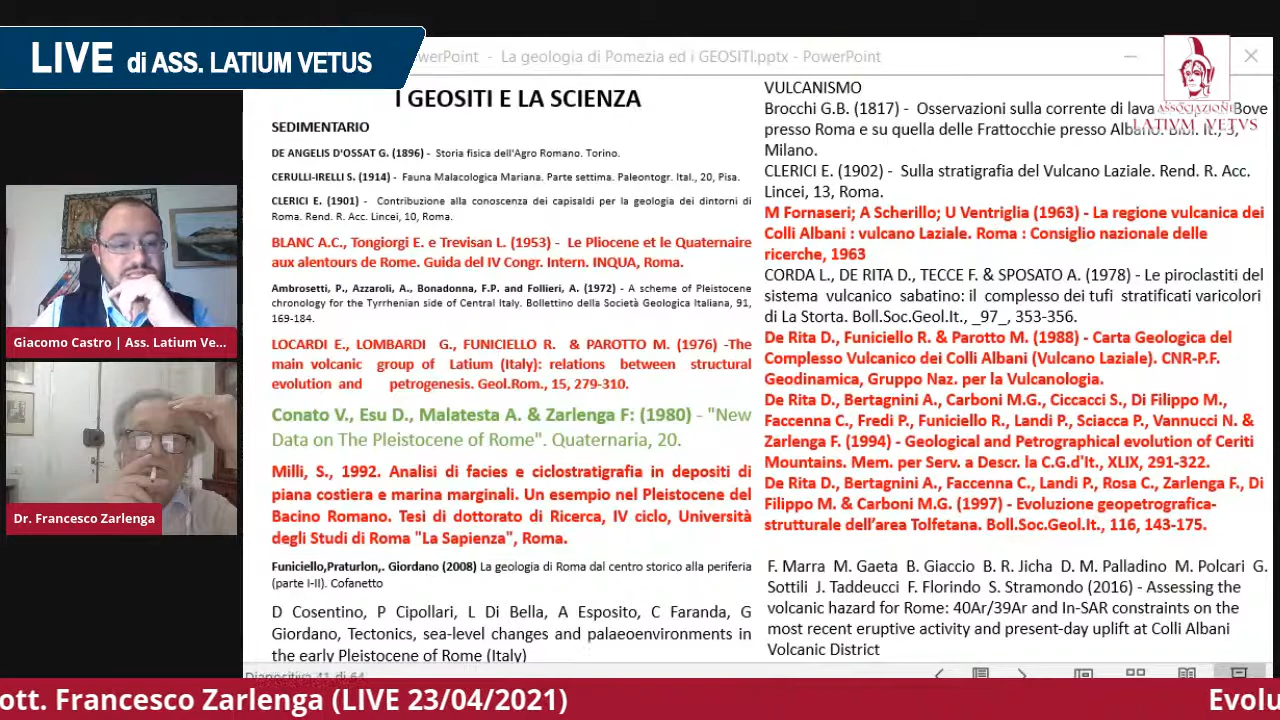 LIVE di ASS. LATIUM VETUS
PowerPoint - La geologia di Pomezia ed i GEOSITI.pptx - PowerPoint
ASSOCIAZIONE
LATIUM VETUS
I GEOSITI E LA SCIENZA
SEDIMENTARIO
DE ANGELIS D'OSSAT G. (1896) - Storia fisica dell'Agro Romano. Torino.
CERULLI-IRELLI S. (1914) - Fauna Malacologica Mariana. Parte settima. Paleontogr. Ital., 20, Pisa.
CLERICI E. (1901) - Contribuzione alla conoscenza dei capisaldi per la geologia dei dintorni di
Roma. Rend. R. Acc. Lincei, 10, Roma.
BLANC A.C., Tongiorgi E. e Trevisan L. (1953) - Le Pliocene et le Quaternaire
aux alentours de Rome. Guida del IV Congr. Intern. INQUA, Roma.
Ambrosetti, P., Azzaroli, A., Bonadonna, F.P. and Follieri, A. (1972) - A scheme of Pleistocene
chronology for the Tyrrhenian side of Central Italy. Bollettino della Società Geologica Italiana, 91,
169-184.
LOCARDI E., LOMBARDI G., FUNICIELLO R. & PAROTTO M. (1976) -The
main volcanic group of Latium (Italy): relations between structural
evolution and petrogenesis. Geol.Rom., 15, 279-310.
Conato V., Esu D., Malatesta A. & Zarlenga F: (1980) - "New
Data on The Pleistocene of Rome". Quaternaria, 20.
Milli, S., 1992. Analisi di facies e ciclostratigrafia in depositi di
piana costiera e marina marginali. Un esempio nel Pleistocene del
Bacino Romano. Tesi di dottorato di Ricerca, IV ciclo, Università
degli Studi di Roma "La Sapienza", Roma.
Funiciello,Praturlon,. Giordano (2008) La geologia di Roma dal centro storico alla periferia
(parte I-II). Cofanetto
D Cosentino, P Cipollari, L Di Bella, A Esposito, C Faranda, G
Giordano, Tectonics, sea-level changes and palaeoenvironments in
the early Pleistocene of Rome (Italy)
VULCANISMO
Brocchi G.B. (1817) - Osservazioni sulla corrente di lava Bove
presso Roma e su quella delle Frattocchie presso Albano. Bibl. It.,
Milano.
CLERICI E. (1902) - Sulla stratigrafia del Vulcano Laziale. Rend. R. Acc.
Lincei, 13, Roma.
M Fornaseri; A Scherillo; U Ventriglia (1963) - La regione vulcanica dei
Colli Albani : vulcano Laziale. Roma : Consiglio nazionale delle
ricerche, 1963
CORDA L., DE RITA D., TECCE F. & SPOSATO A. (1978) - Le piroclastiti del
sistema vulcanico sabatino: il complesso dei tufi stratificati varicolori
di La Storta. Boll.Soc.Geol.It., _97_, 353-356.
De Rita D., Funiciello R. & Parotto M. (1988) - Carta Geologica del
Complesso Vulcanico dei Colli Albani (Vulcano Laziale). CNR-P.F.
Geodinamica, Gruppo Naz. per la Vulcanologia.
De Rita D., Bertagnini A., Carboni M.G., Ciccacci S., Di Filippo M.,
Faccenna C., Fredi P., Funiciello R., Landi P., Sciacca P., Vannucci N. &
Zarlenga F. (1994) - Geological and Petrographical evolution of Ceriti
Mountains. Mem. per Serv. a Descr. la C.G.d'It., XLIX, 291-322.
De Rita D., Bertagnini A., Faccenna C., Landi P., Rosa C., Zarlenga F., Di
Filippo M. & Carboni M.G. (1997) - Evoluzione geopetrografica-
strutturale dell'area Tolfetana. Boll.Soc.Geol.It., 116, 143-175.
F. Marra M. Gaeta B. Giaccio B. R. Jicha D. M. Palladino M. Polcari G.
Sottili J. Taddeucci F. Florindo S. Stramondo (2016) - Assessing the
volcanic hazard for Rome: 40Ar/39Ar and In-SAR constraints on the
most recent eruptive activity and present-day uplift at Colli Albani
Volcanic District
Giacomo Castro | Ass. Latium Ve...
Dr. Francesco Zarlenga
Diapositiva 41 di 64
ott. Francesco Zarlenga (LIVE 23/04/2021)
Evolu